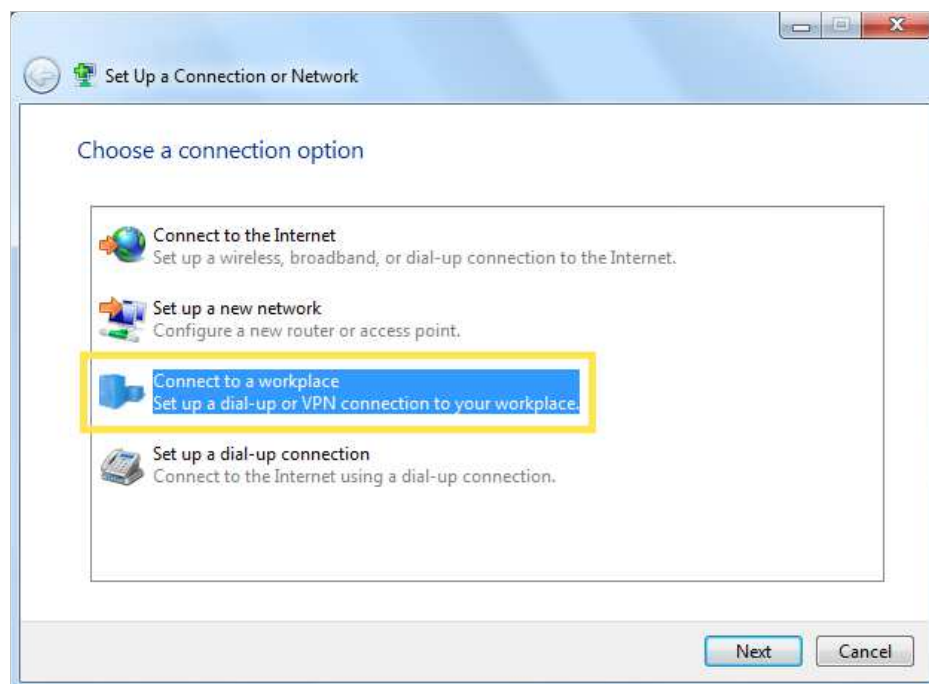 Set Up a Connection or Network
Choose a connection option
Connect to the Internet
Set up a wireless, broadband, or dial-up connection to the Internet.
Set up a new network
Configure a new router or access point.
Connect to a workplace
Set up a dial-up or VPN connection to your workplace.
Set up a dial-up connection
Connect to the Internet using a dial-up connection.
Next Cancel